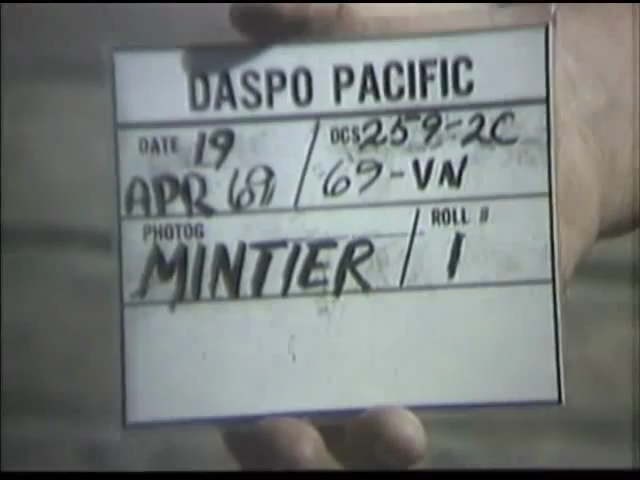 DASPO PACIFIC
DATE 19 / DCS 259-2C
APR 69 / 69-VN
PHOTOG / ROLL #
MINTIER / 1